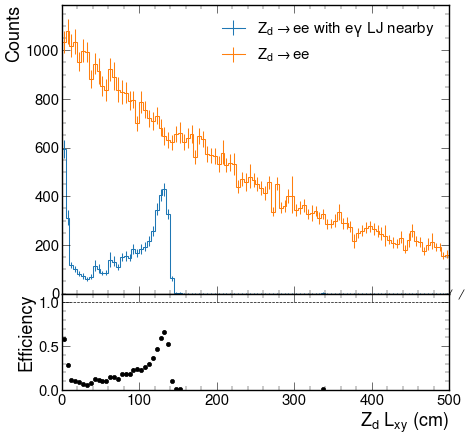 Counts
Z_d→ee with eγ LJ nearby
Z_d→ee
1000
800
600
400
200
0
Efficiency
1.0
0.5
0.0
0 100 200 300 400 500
Z_d L_xy (cm)